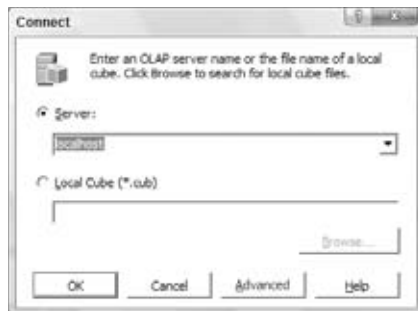 Connect
Enter an OLAP server name or the file name of a local
cube. Click Browse to search for local cube files.
Server:
localhost
Local Cube (*.cub)
Browse...
OK Cancel Advanced Help